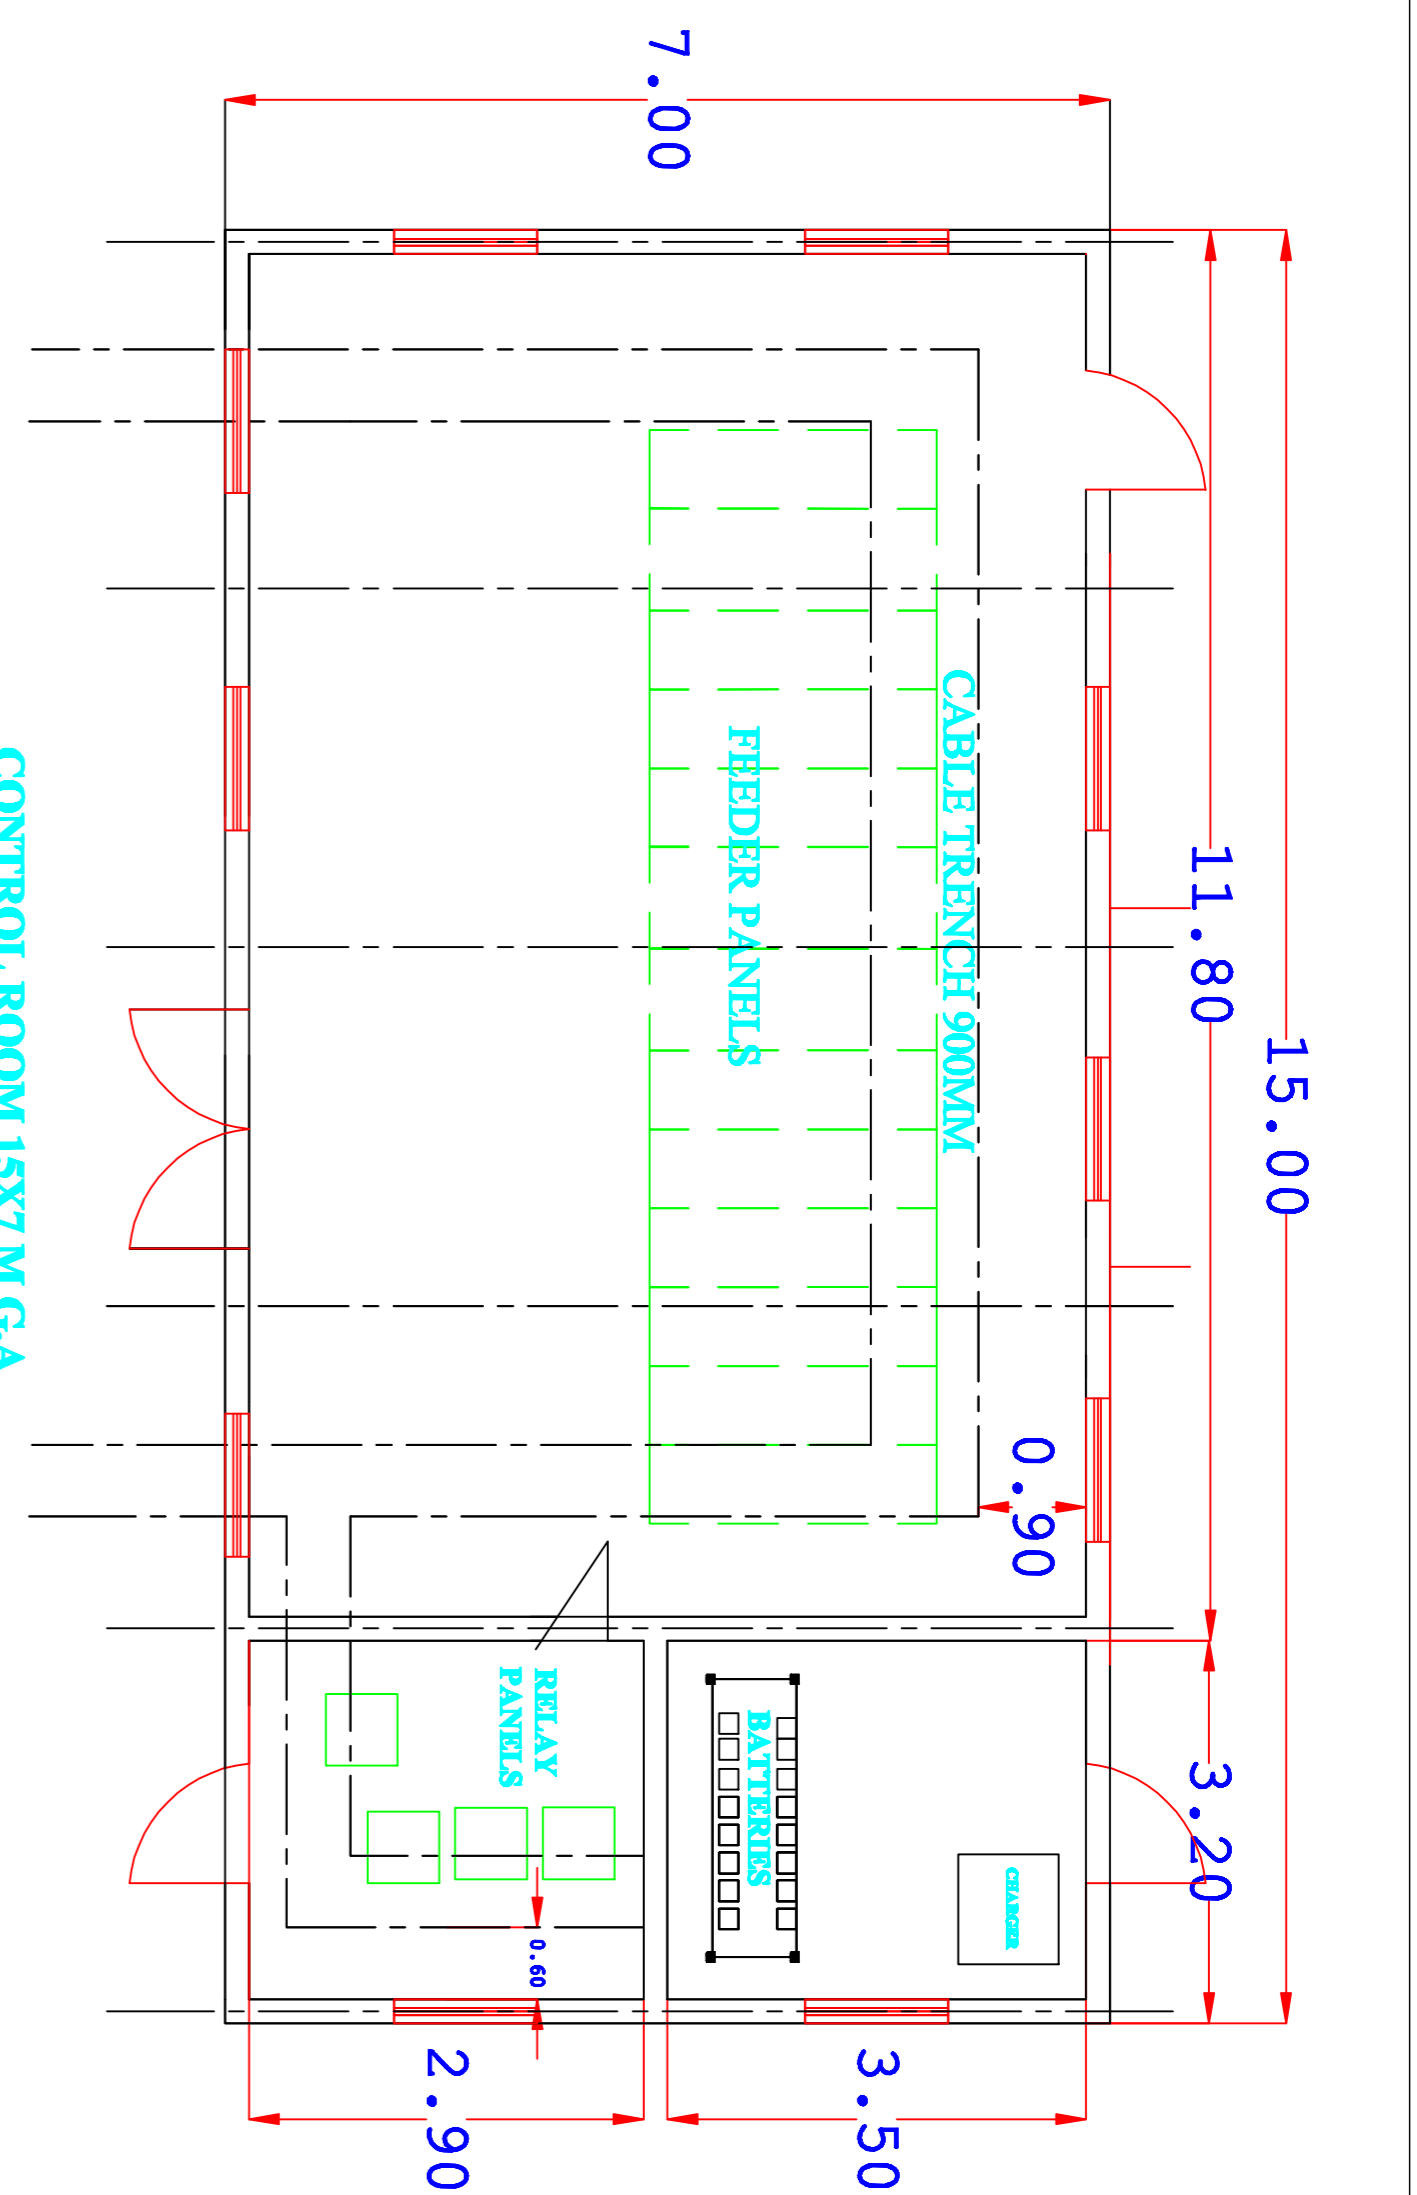 15.00
11.80
3.20
7.00
0.90
CABLE TRENCH 900MM
FEEDER PANELS
CHARGER
BATTERIES
3.50
RELAY
PANELS
0.60
2.90
CONTROL ROOM 15X7 M G.A